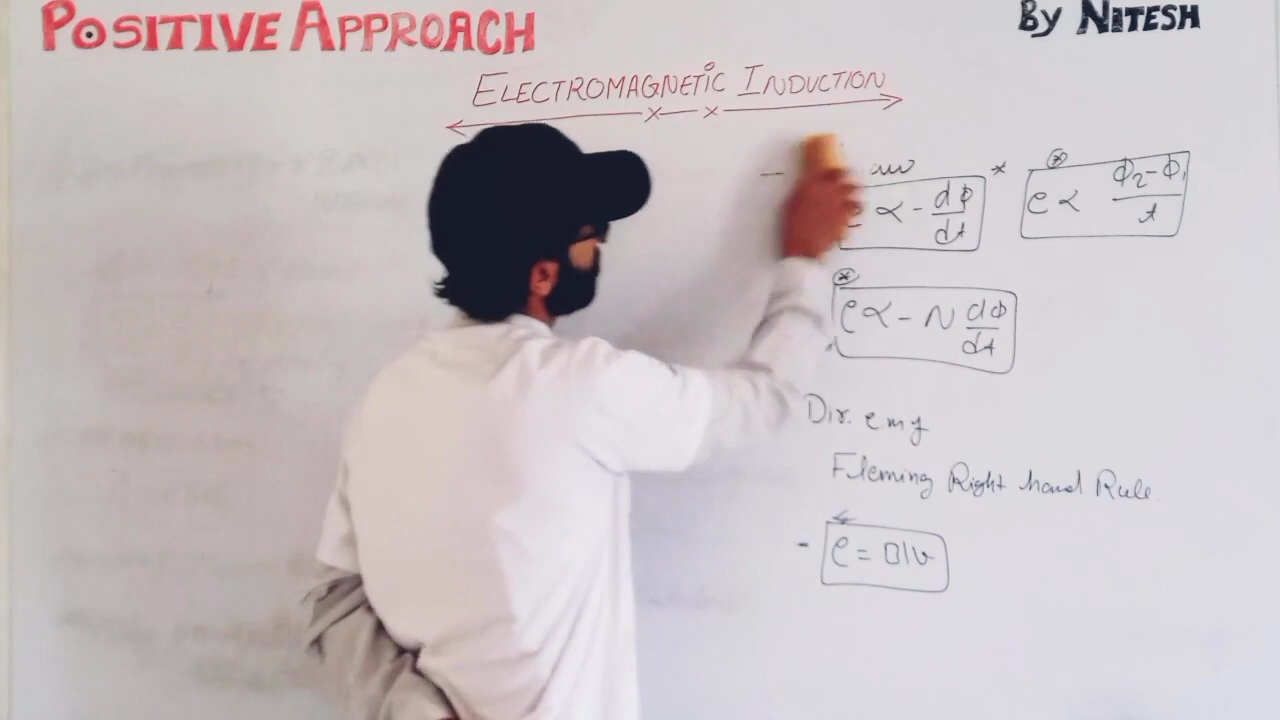 POSITIVE APPROACH
By NITESH
ELECTROMAGNETIC INDUCTION
e ∝ - dφ/dt
* e ∝ φ2-φ1/t
e ∝ - N dφ/dt
Dir. emf
Fleming Right hand Rule
- e = Blv